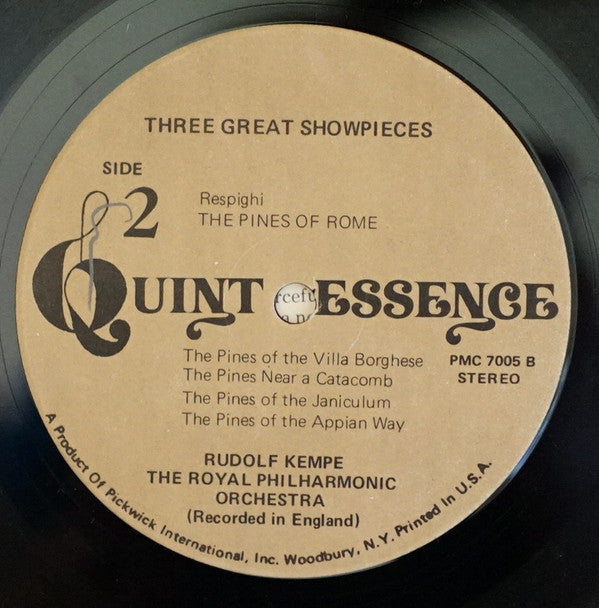 THREE GREAT SHOWPIECES
SIDE
2
Respighi
THE PINES OF ROME
QUINTESSENCE
The Pines of the Villa Borghese
The Pines Near a Catacomb
The Pines of the Janiculum
The Pines of the Appian Way
PMC 7005 B
STEREO
RUDOLF KEMPE
THE ROYAL PHILHARMONIC
ORCHESTRA
(Recorded in England)
A Product Of Pickwick International, Inc. Woodbury, N.Y. Printed In U.S.A.